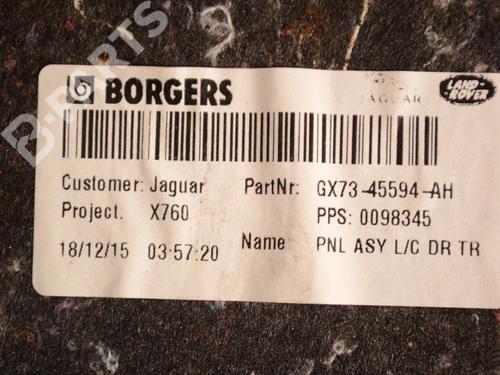 B-PARTS
BORGERS
JAGUAR
LAND ROVER
Customer: Jaguar PartNr: GX73-45594-AH
Project: X760 PPS: 0098345
18/12/15 03:57:20 Name PNL ASY L/C DR TR